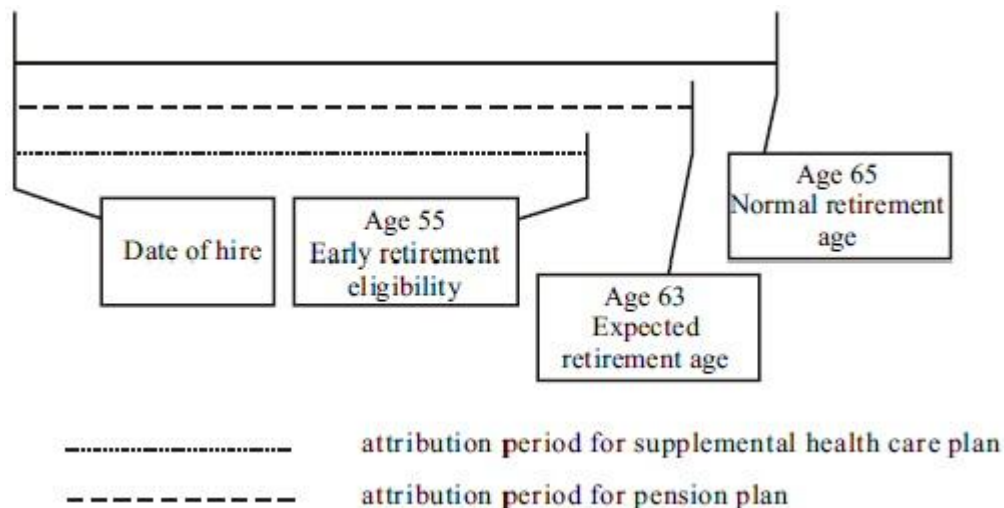 Date of hire
Age 55
Early retirement
eligibility
Age 63
Expected
retirement age
Age 65
Normal retirement
age
attribution period for supplemental health care plan
attribution period for pension plan